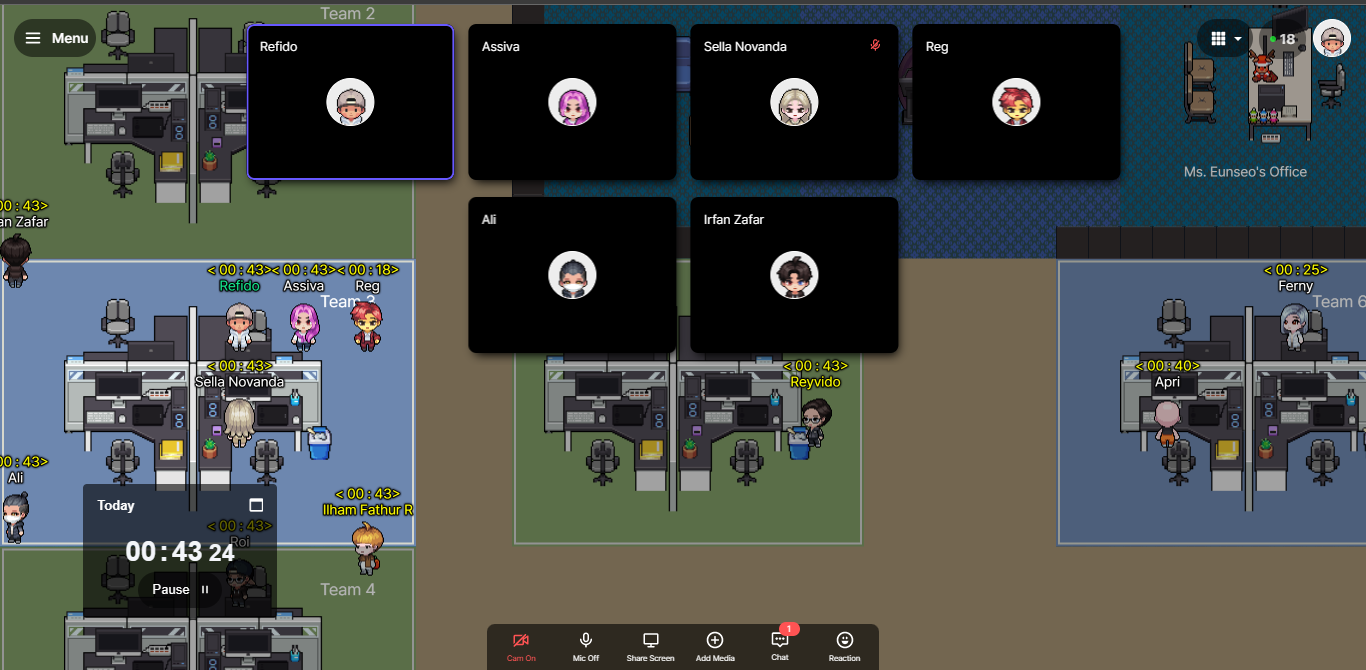 Team 2
Menu
Refido
Assiva
Sella Novanda
Reg
18
Ms. Eunseo's Office
00 : 43>
an Zafar
Ali
Irfan Zafar
< 00 : 43>
< 00 : 43>
< 00 : 18>
Refido
Assiva
Reg
Team 3
< 00 : 25>
Ferny
Team 6
< 00 : 43>
Sella Novanda
< 00 : 43>
Reyvido
< 00 : 40>
Apri
00 : 43>
Ali
< 00 : 43>
Ilham Fathur R
Today
< 00 : 43>
Roi
00:43 24
Pause
Team 4
1
Cam On
Mic Off
Share Screen
Add Media
Chat
Reaction